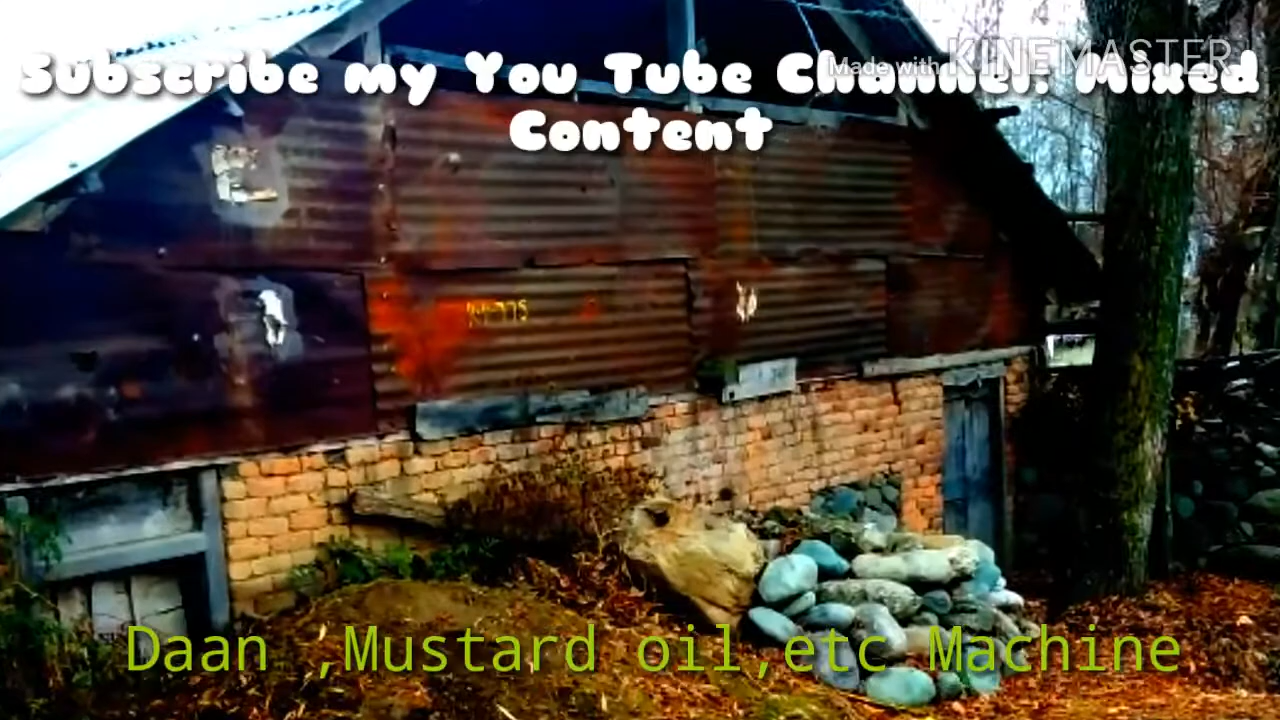 Subscribe my You Tube Channel: Mixed
Content
Made with KINEMASTER
Daan ,Mustard oil,etc Machine